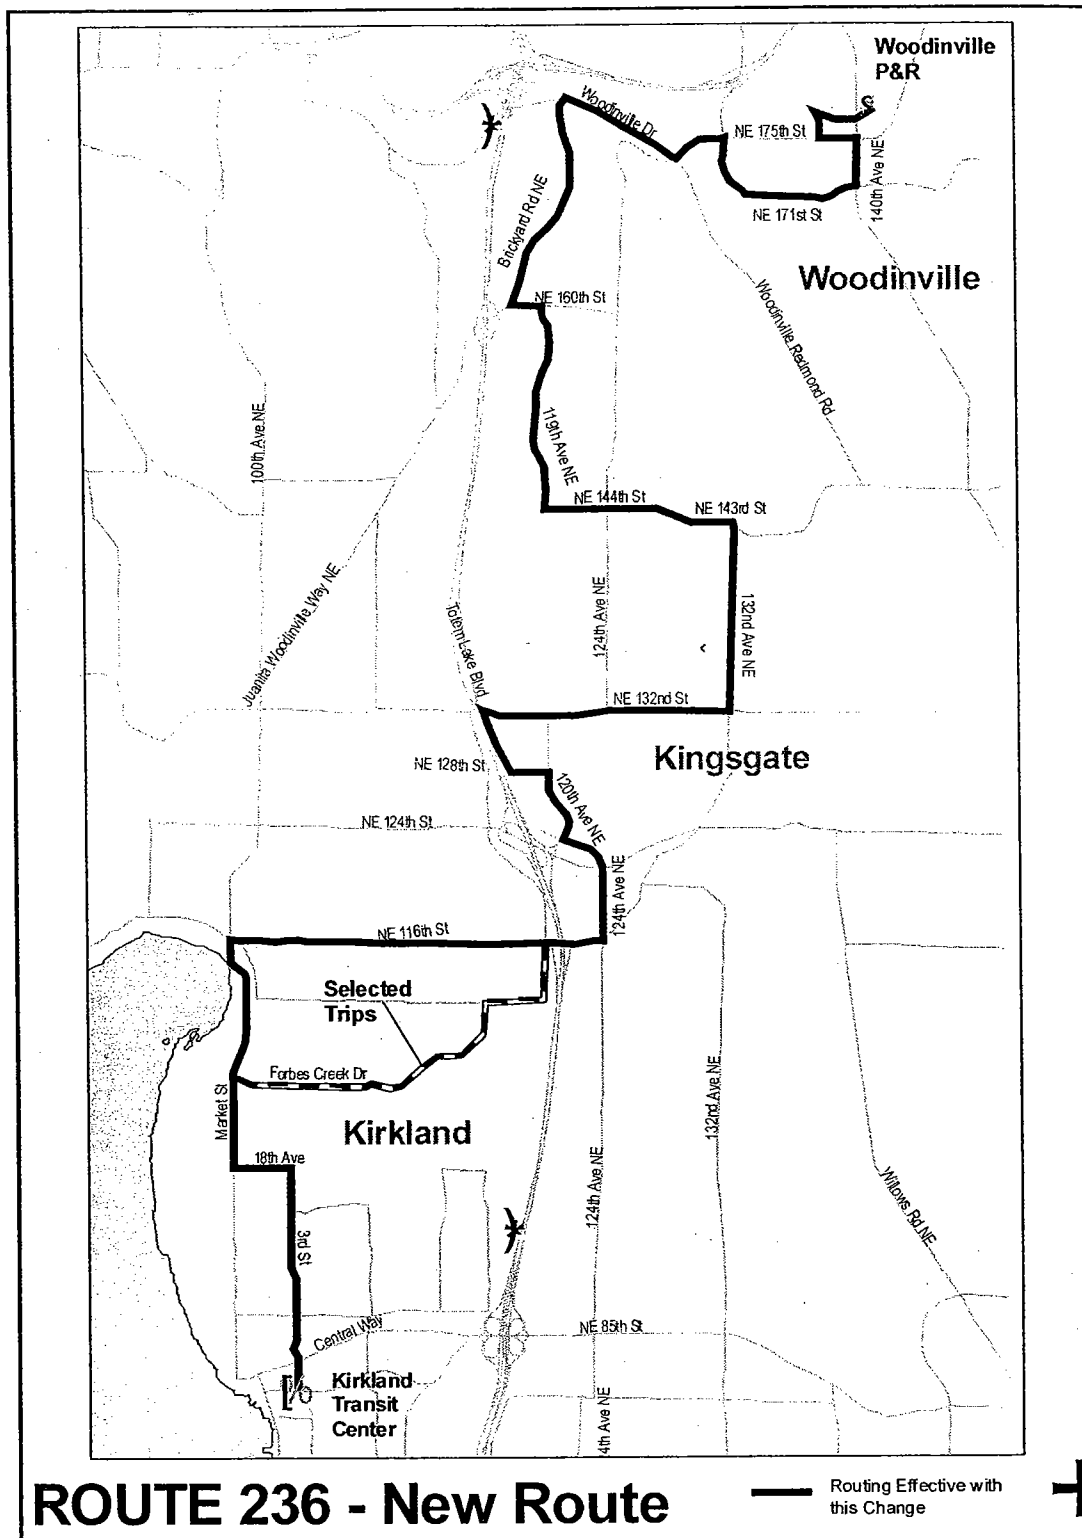 Woodinville
P&R
Woodinville Dr
NE 175th St
140th Ave NE
NE 171st St
Brickyard Rd NE
Woodinville
NE 160th St
Woodinville Redmond Rd
100th Ave NE
119th Ave NE
NE 144th St
NE 143rd St
Juanita Woodinville Way NE
Totem Lake Blvd
124th Ave NE
132nd Ave NE
NE 132nd St
Kingsgate
NE 128th St
120th Ave NE
NE 124th St
124th Ave NE
NE 116th St
Selected
Trips
Forbes Creek Dr
Market St
Kirkland
132nd Ave NE
18th Ave
124th Ave NE
Willows Rd NE
3rd St
Central Way
NE 85th St
Kirkland
Transit
Center
4th Ave NE
ROUTE 236 - New Route
Routing Effective with
this Change